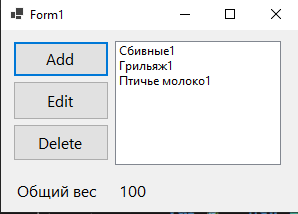 Form1
Add
Сбивные1
Грильяж1
Птичье молоко1
Edit
Delete
Общий вес 100